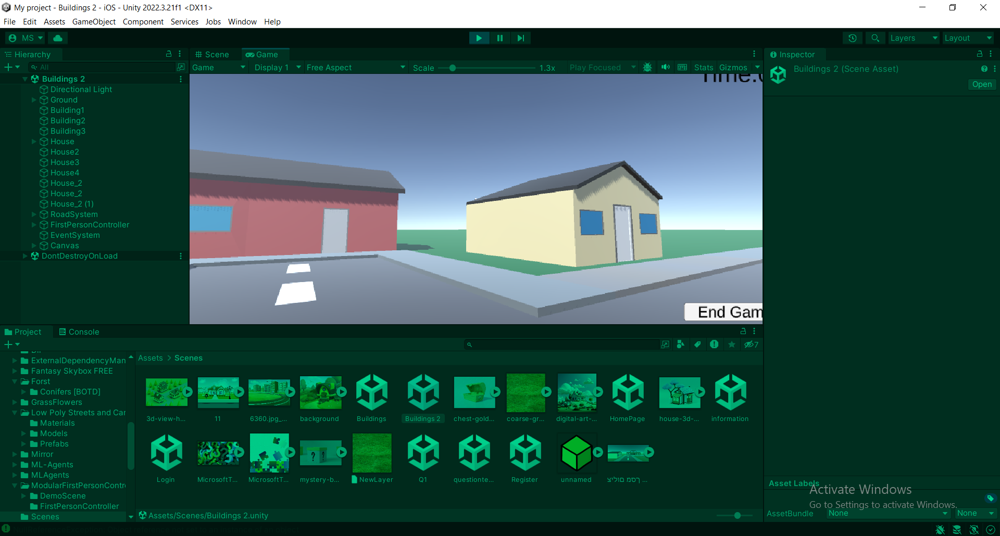 My project - Buildings 2 - iOS - Unity 2022.3.21f1 <DX11>
File Edit Assets GameObject Component Services Jobs Window Help
MS Layers Layout
Hierarchy
All
Buildings 2
Directional Light
Ground
Building1
Building2
Building3
House
House2
House3
House4
House_2
House_2
House_2 (1)
RoadSystem
FirstPersonController
EventSystem
Canvas
DontDestroyOnLoad
Scene Game
Game Display 1 Free Aspect Scale 1.3x Play Focused Stats Gizmos
Time:
End Gam
Inspector
Buildings 2 (Scene Asset)
Open
Project Console
7
ExternalDependencyMan
Fantasy Skybox FREE
Forst
Conifers [BOTD]
GrassFlowers
Low Poly Streets and Car
Materials
Models
Prefabs
Mirror
ML-Agents
MLAgents
ModularFirstPersonContr
DemoScene
FirstPersonController
Scenes
Assets > Scenes
3d-view-h... 11 6360.jpg_... background Buildings Buildings 2 chest-gold... coarse-gr... digital-art-... HomePage house-3d-... information
Login MicrosoftT... MicrosoftT... mystery-b... NewLayer Q1 questionte... Register unnamed צילום מסך ...
Assets/Scenes/Buildings 2.unity
Asset Labels
Activate Windows
Go to Settings to activate Windows.
AssetBundle None None
NullReferenceException: Object reference not set to an instance of an object